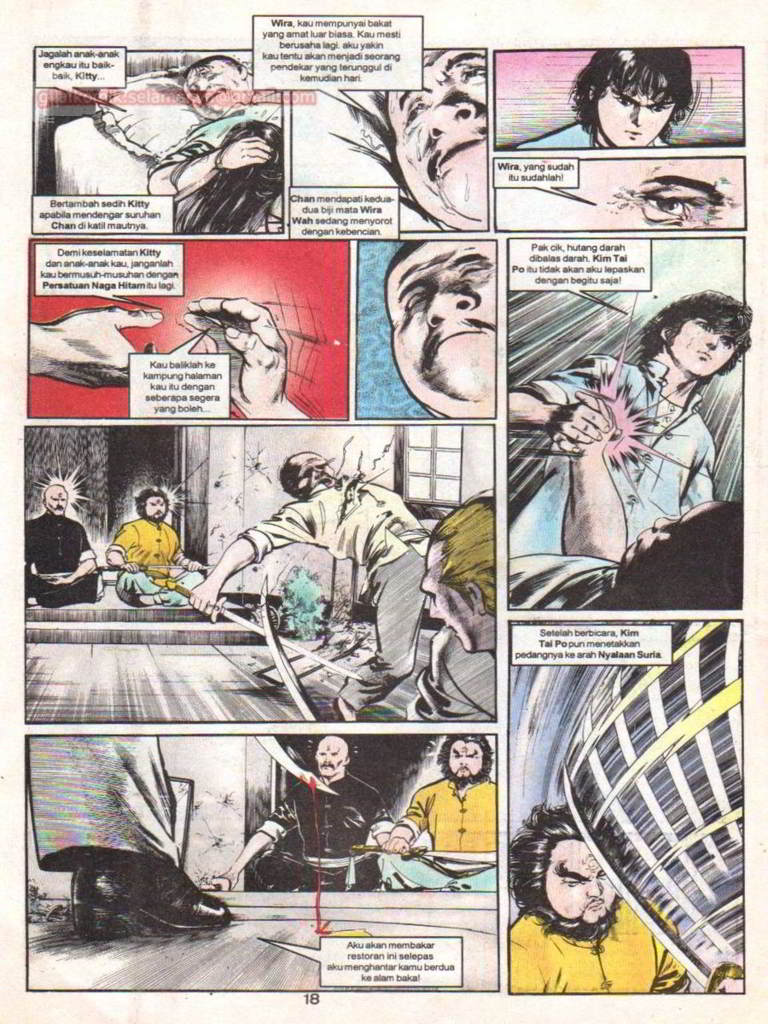 Jagalah anak-anak
engkau itu baik-
baik, Kitty...
Wira, kau mempunyai bakat
yang amat luar biasa. Kau mesti
berusaha lagi. aku yakin
kau tentu akan menjadi seorang
pendekar yang terunggul di
kemudian hari.
Bertambah sedih Kitty
apabila mendengar suruhan
Chan di katil mautnya.
Chan mendapati kedua-
dua biji mata Wira
Wah sedang menyorot
dengan kebencian.
Wira, yang sudah
itu sudahlah!
Demi keselamatan Kitty
dan anak-anak kau, janganlah
kau bermusuh-musuhan dengan
Persatuan Naga Hitam itu lagi.
Kau baliklah ke
kampung halaman
kau itu dengan
seberapa segera
yang boleh...
Pak cik, hutang darah
dibalas darah. Kim Tai
Po itu tidak akan aku lepaskan
dengan begitu saja!
Setelah berbicara, Kim
Tai Po pun menetakkan
pedangnya ke arah Nyalaan Suria.
Aku akan membakar
restoran ini selepas
aku menghantar kamu berdua
ke alam baka!
18